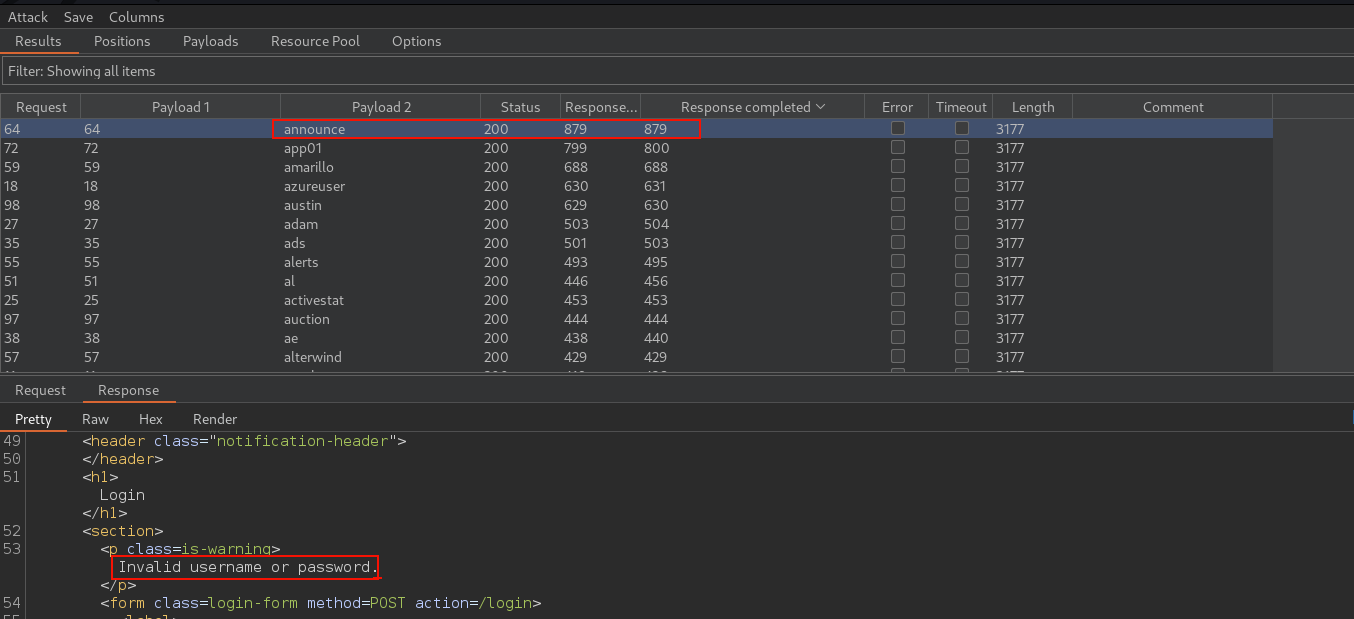 Attack Save Columns
Results Positions Payloads Resource Pool Options
Filter: Showing all items
Request Payload 1 Payload 2 Status Response... Response completed Error Timeout Length Comment
64 64 announce 200 879 879 3177
72 72 app01 200 799 800 3177
59 59 amarillo 200 688 688 3177
18 18 azureuser 200 630 631 3177
98 98 austin 200 629 630 3177
27 27 adam 200 503 504 3177
35 35 ads 200 501 503 3177
55 55 alerts 200 493 495 3177
51 51 al 200 446 456 3177
25 25 activestat 200 453 453 3177
97 97 auction 200 444 444 3177
38 38 ae 200 438 440 3177
57 57 alterwind 200 429 429 3177
Request Response
Pretty Raw Hex Render
49 <header class="notification-header">
50 </header>
51 <h1>
Login
</h1>
52 <section>
53 <p class=is-warning>
Invalid username or password.
</p>
54 <form class=login-form method=POST action=/login>